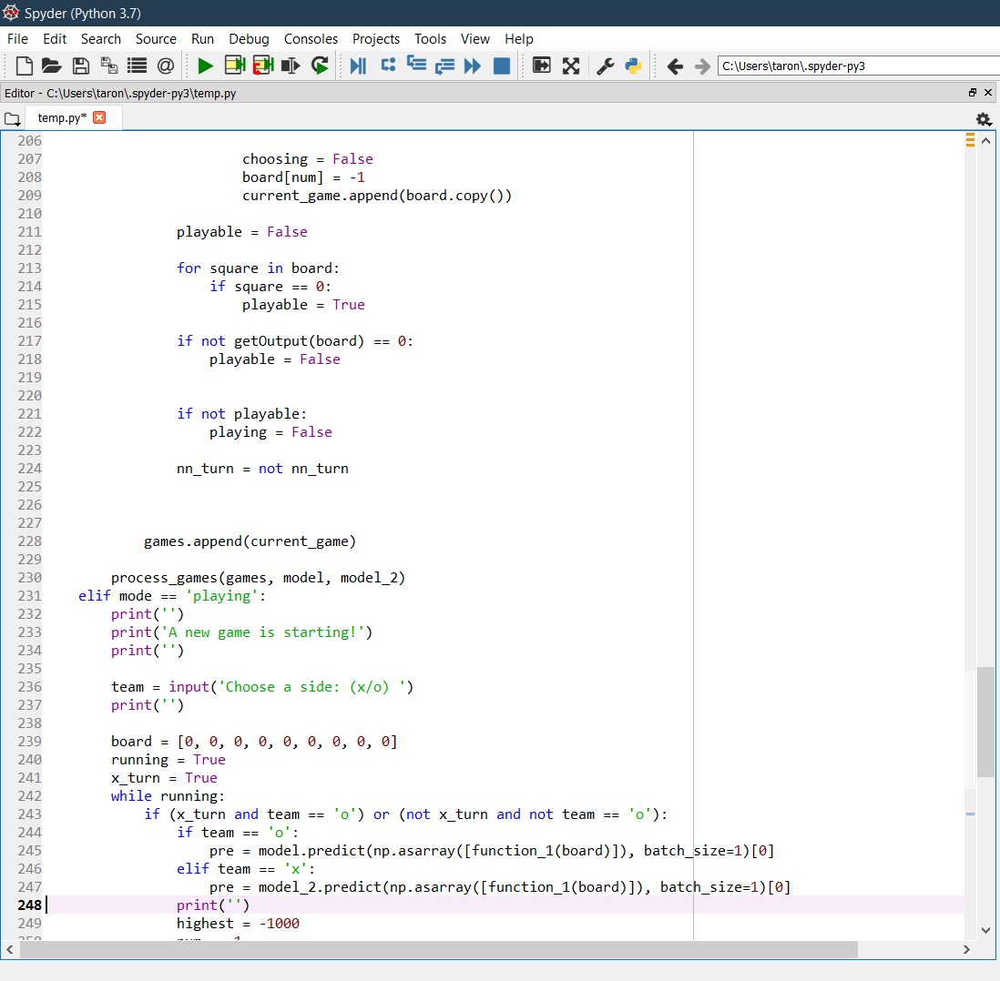 Spyder (Python 3.7)
File Edit Search Source Run Debug Consoles Projects Tools View Help
C:\Users\taron\.spyder-py3
Editor - C:\Users\taron\.spyder-py3\temp.py
temp.py*
206
207                         choosing = False
208                         board[num] = -1
209                         current_game.append(board.copy())
210
211                 playable = False
212
213                 for square in board:
214                     if square == 0:
215                         playable = True
216
217                 if not getOutput(board) == 0:
218                     playable = False
219
220
221                 if not playable:
222                     playing = False
223
224                 nn_turn = not nn_turn
225
226
227
228             games.append(current_game)
229
230         process_games(games, model, model_2)
231     elif mode == 'playing':
232         print('')
233         print('A new game is starting!')
234         print('')
235
236         team = input('Choose a side: (x/o) ')
237         print('')
238
239         board = [0, 0, 0, 0, 0, 0, 0, 0, 0]
240         running = True
241         x_turn = True
242         while running:
243             if (x_turn and team == 'o') or (not x_turn and not team == 'o'):
244                 if team == 'o':
245                     pre = model.predict(np.asarray([function_1(board)]), batch_size=1)[0]
246                 elif team == 'x':
247                     pre = model_2.predict(np.asarray([function_1(board)]), batch_size=1)[0]
248                 print('')
249                 highest = -1000